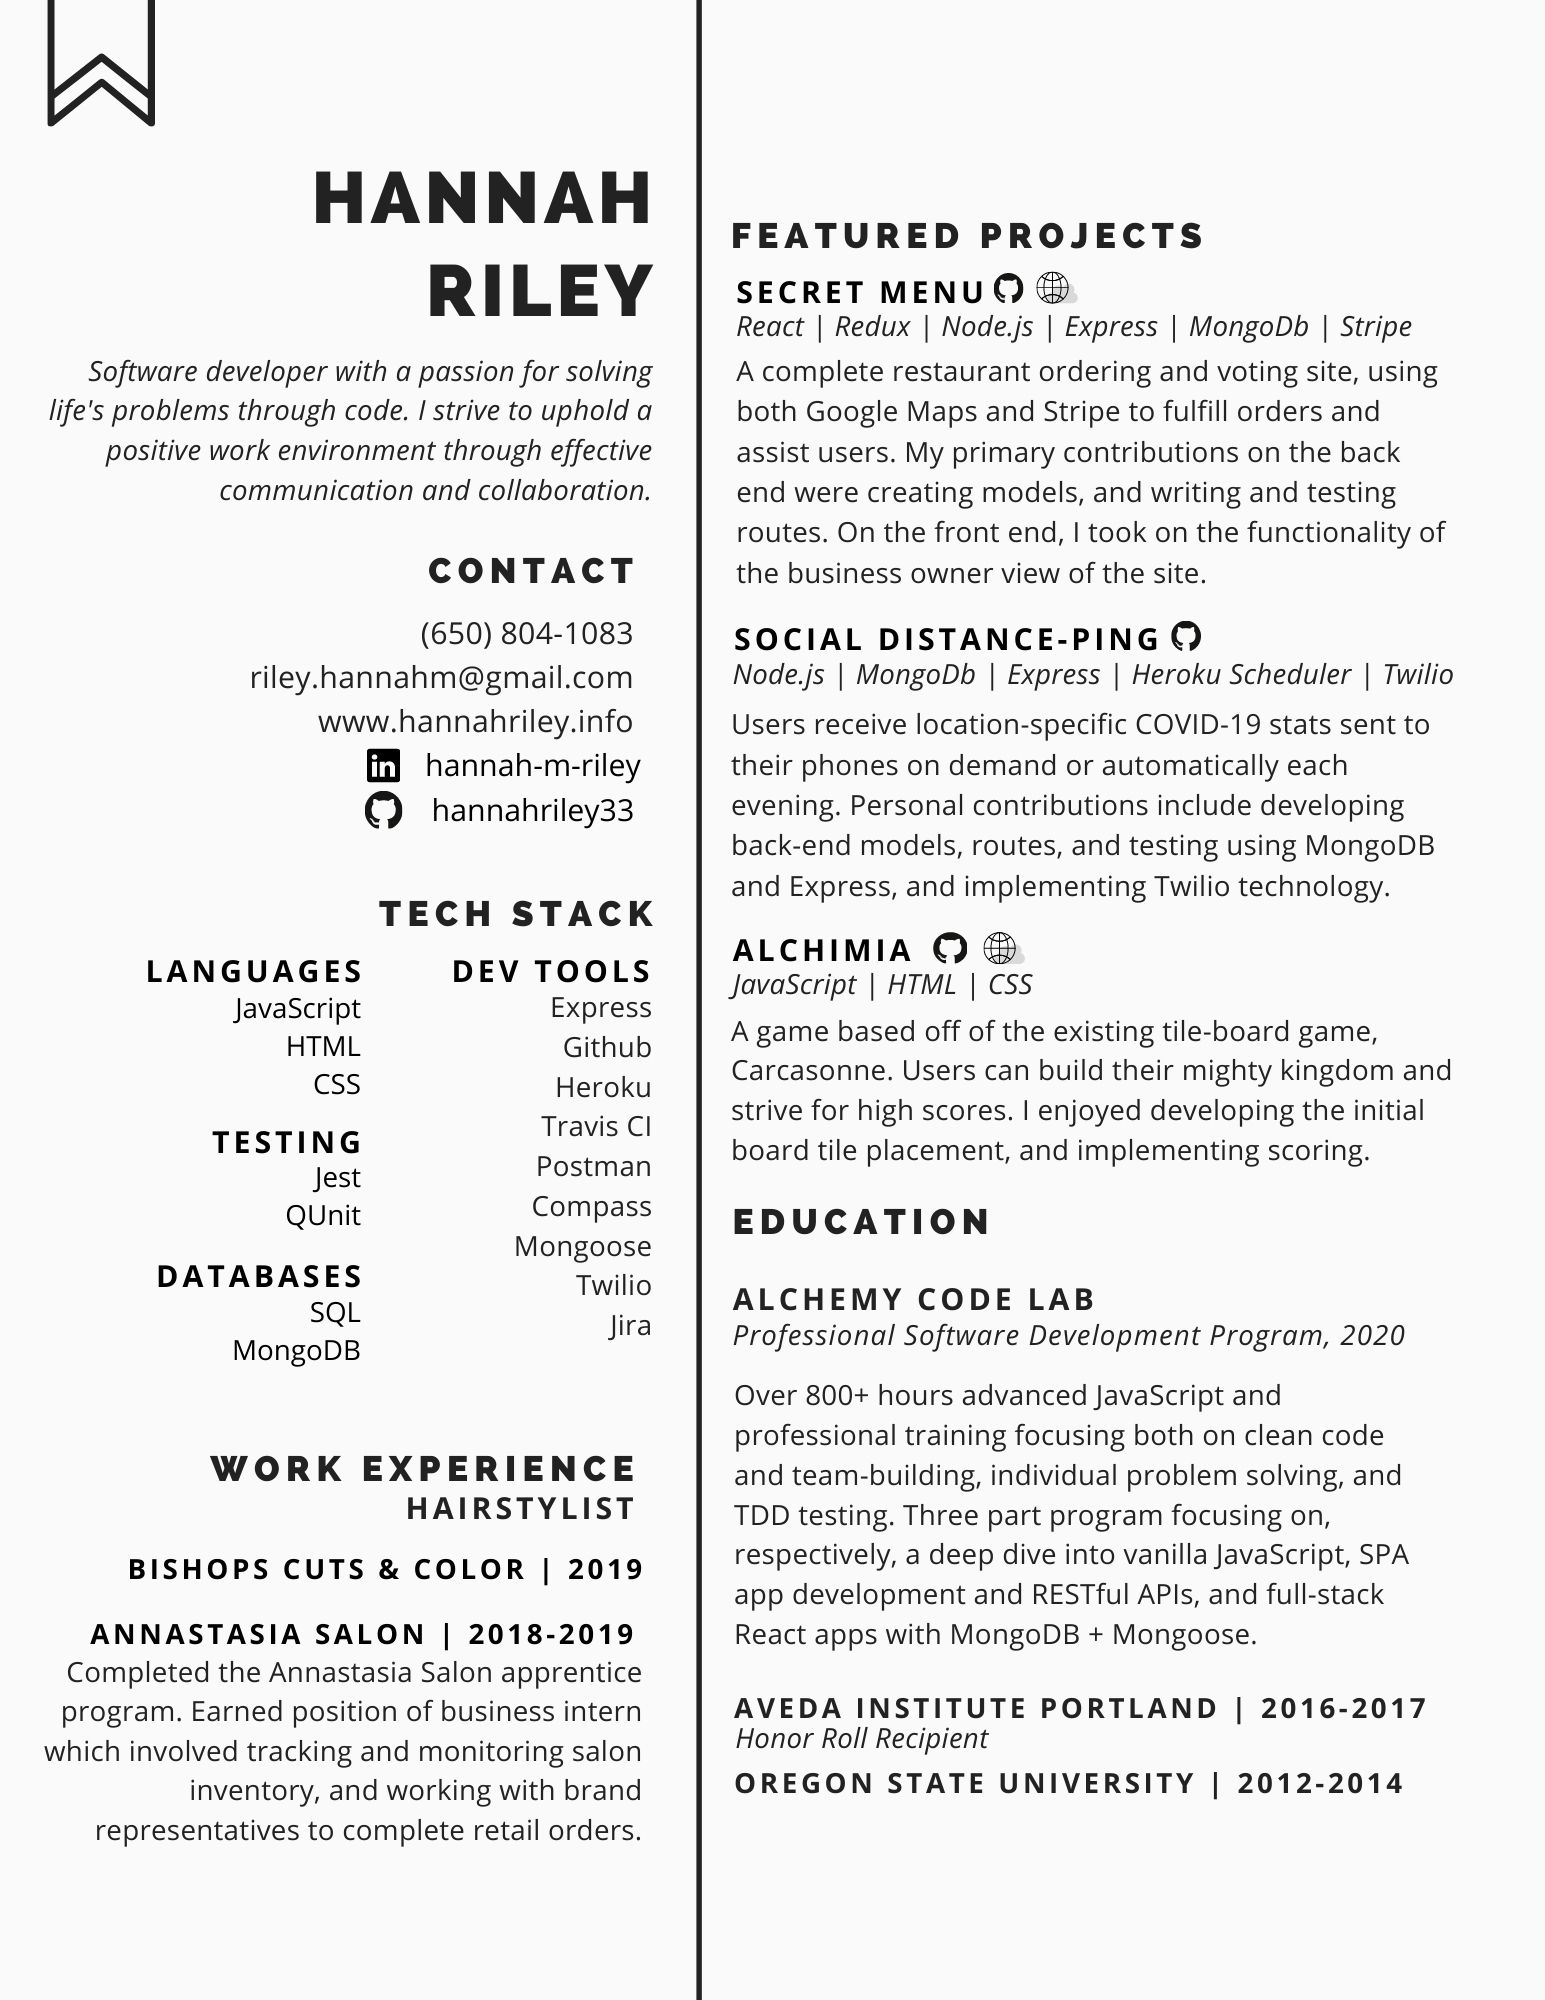 HANNAH
RILEY
Software developer with a passion for solving
life's problems through code. I strive to uphold a
positive work environment through effective
communication and collaboration.
CONTACT
(650) 804-1083
riley.hannahm@gmail.com
www.hannahriley.info
hannah-m-riley
hannahriley33
TECH STACK
LANGUAGES
JavaScript
HTML
CSS
TESTING
Jest
QUnit
DATABASES
SQL
MongoDB
DEV TOOLS
Express
Github
Heroku
Travis CI
Postman
Compass
Mongoose
Twilio
Jira
WORK EXPERIENCE
HAIRSTYLIST
BISHOPS CUTS & COLOR | 2019
ANNASTASIA SALON | 2018-2019
Completed the Annastasia Salon apprentice
program. Earned position of business intern
which involved tracking and monitoring salon
inventory, and working with brand
representatives to complete retail orders.
FEATURED PROJECTS
SECRET MENU
React | Redux | Node.js | Express | MongoDb | Stripe
A complete restaurant ordering and voting site, using
both Google Maps and Stripe to fulfill orders and
assist users. My primary contributions on the back
end were creating models, and writing and testing
routes. On the front end, I took on the functionality of
the business owner view of the site.
SOCIAL DISTANCE-PING
Node.js | MongoDb | Express | Heroku Scheduler | Twilio
Users receive location-specific COVID-19 stats sent to
their phones on demand or automatically each
evening. Personal contributions include developing
back-end models, routes, and testing using MongoDB
and Express, and implementing Twilio technology.
ALCHIMIA
JavaScript | HTML | CSS
A game based off of the existing tile-board game,
Carcasonne. Users can build their mighty kingdom and
strive for high scores. I enjoyed developing the initial
board tile placement, and implementing scoring.
EDUCATION
ALCHEMY CODE LAB
Professional Software Development Program, 2020
Over 800+ hours advanced JavaScript and
professional training focusing both on clean code
and team-building, individual problem solving, and
TDD testing. Three part program focusing on,
respectively, a deep dive into vanilla JavaScript, SPA
app development and RESTful APIs, and full-stack
React apps with MongoDB + Mongoose.
AVEDA INSTITUTE PORTLAND | 2016-2017
Honor Roll Recipient
OREGON STATE UNIVERSITY | 2012-2014